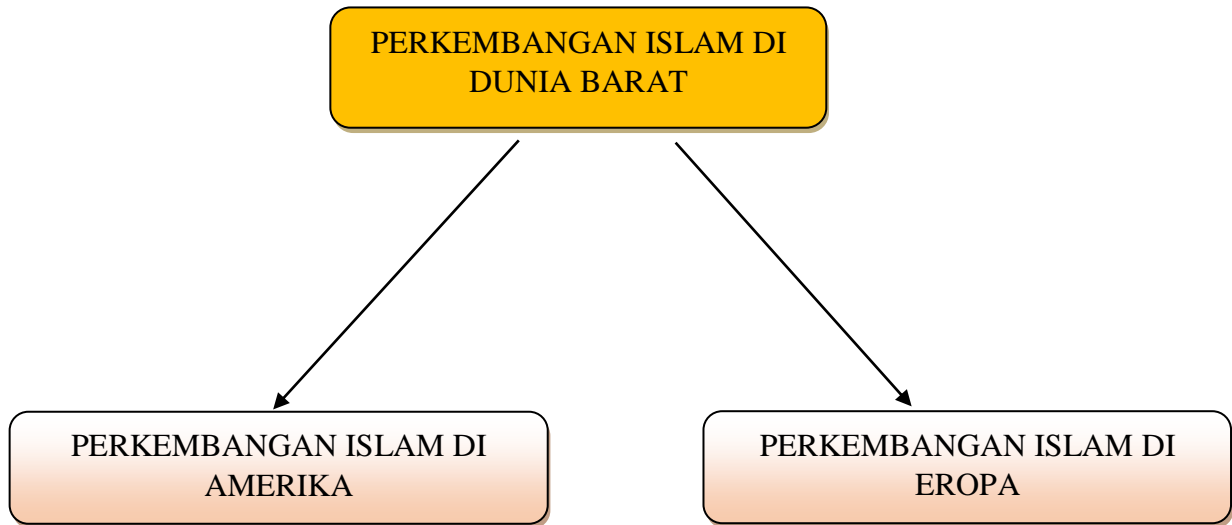 PERKEMBANGAN ISLAM DI
DUNIA BARAT
PERKEMBANGAN ISLAM DI
AMERIKA
PERKEMBANGAN ISLAM DI
EROPA